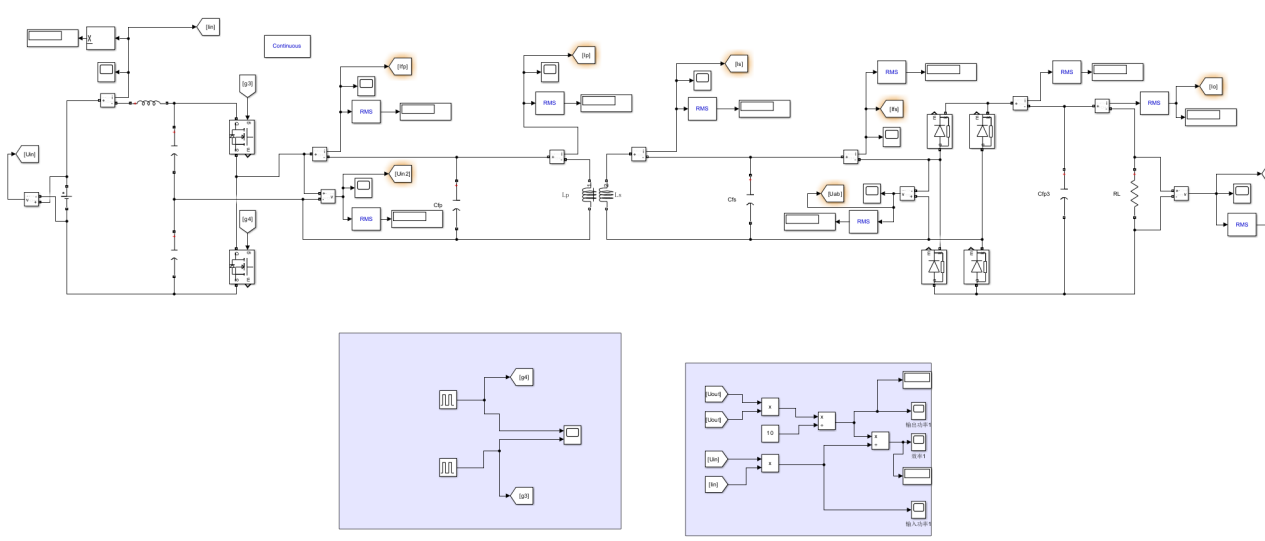 [Iin]
x
Continuous
[g3]
[Ifp]
[Ip]
[Is]
RMS
[Io]
RMS
RMS
RMS
RMS
RMS
[Ifs]
[Uin]
[Uin2]
Cfp
RMS
Lp
Ls
Cfs
[Uab]
RMS
Cfp3
RL
RMS
[g4]
[g4]
[g3]
[Uou1]
[Uou1]
x
10
x
÷
输出功率1
[Uin]
[Iin]
x
x
÷
效率1
输入功率1